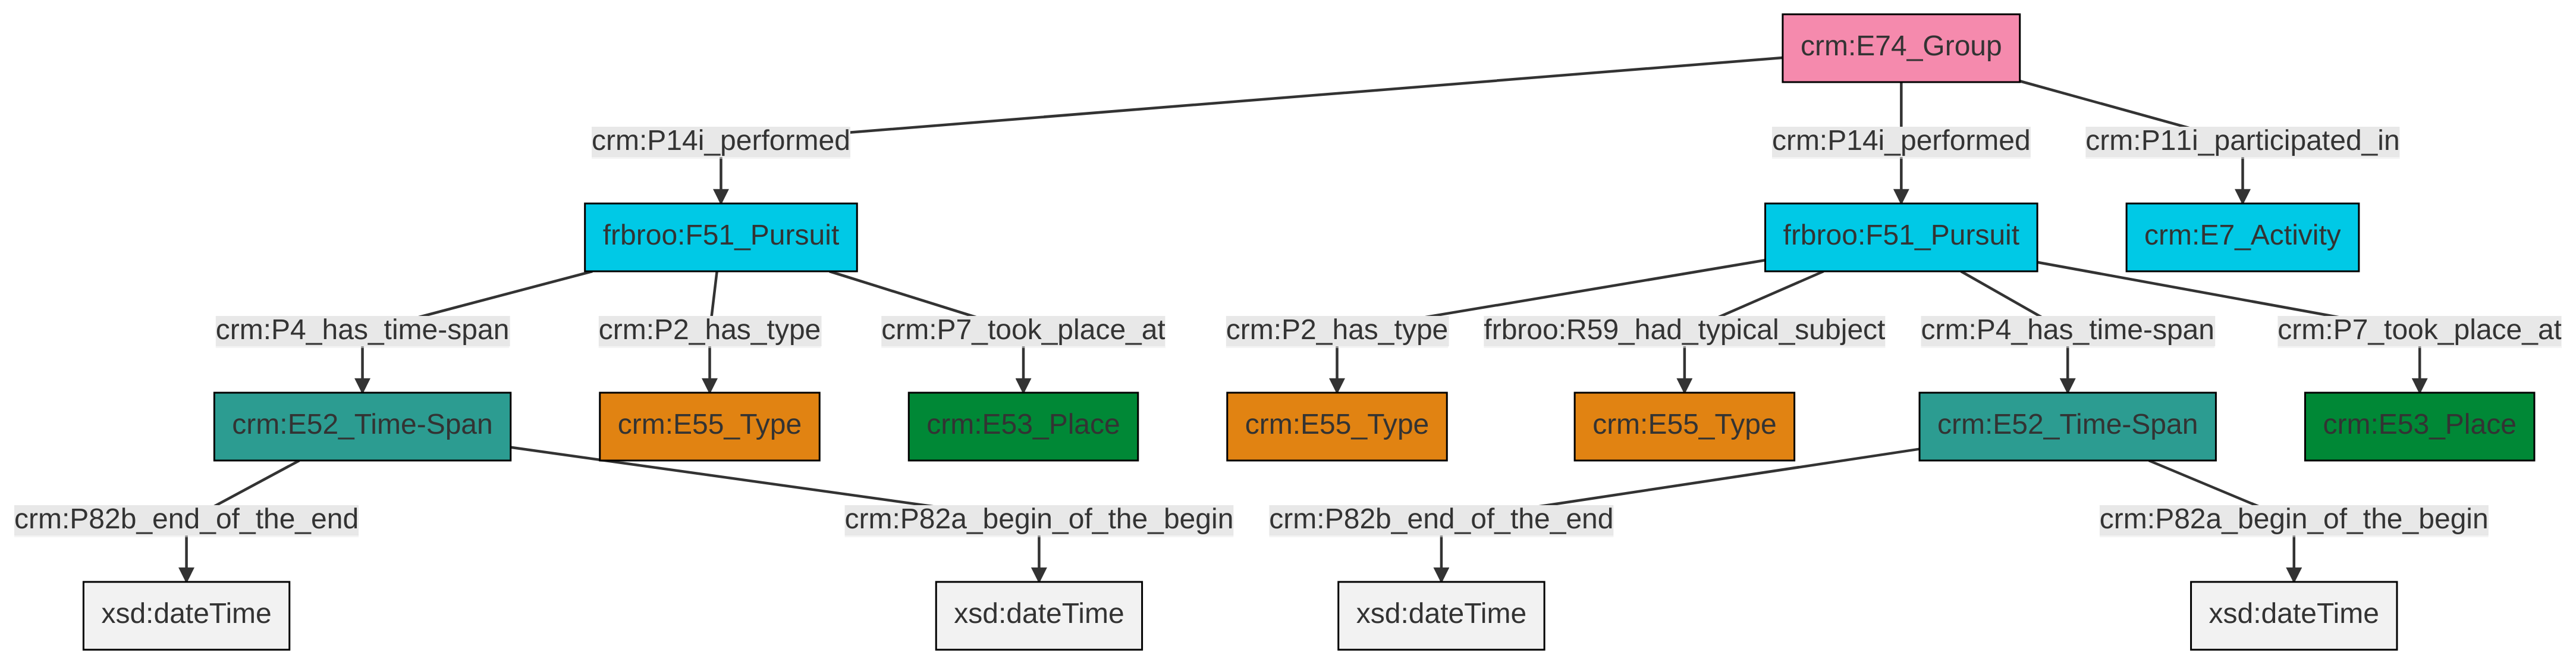 crm:E74_Group
crm:P14i_performed
crm:P14i_performed
crm:P11i_participated_in
frbroo:F51_Pursuit
frbroo:F51_Pursuit
crm:E7_Activity
crm:P4_has_time-span
crm:P2_has_type
crm:P7_took_place_at
crm:P2_has_type
frbroo:R59_had_typical_subject
crm:P4_has_time-span
crm:P7_took_place_at
crm:E52_Time-Span
crm:E55_Type
crm:E53_Place
crm:E55_Type
crm:E55_Type
crm:E52_Time-Span
crm:E53_Place
crm:P82b_end_of_the_end
crm:P82a_begin_of_the_begin
crm:P82b_end_of_the_end
crm:P82a_begin_of_the_begin
xsd:dateTime
xsd:dateTime
xsd:dateTime
xsd:dateTime